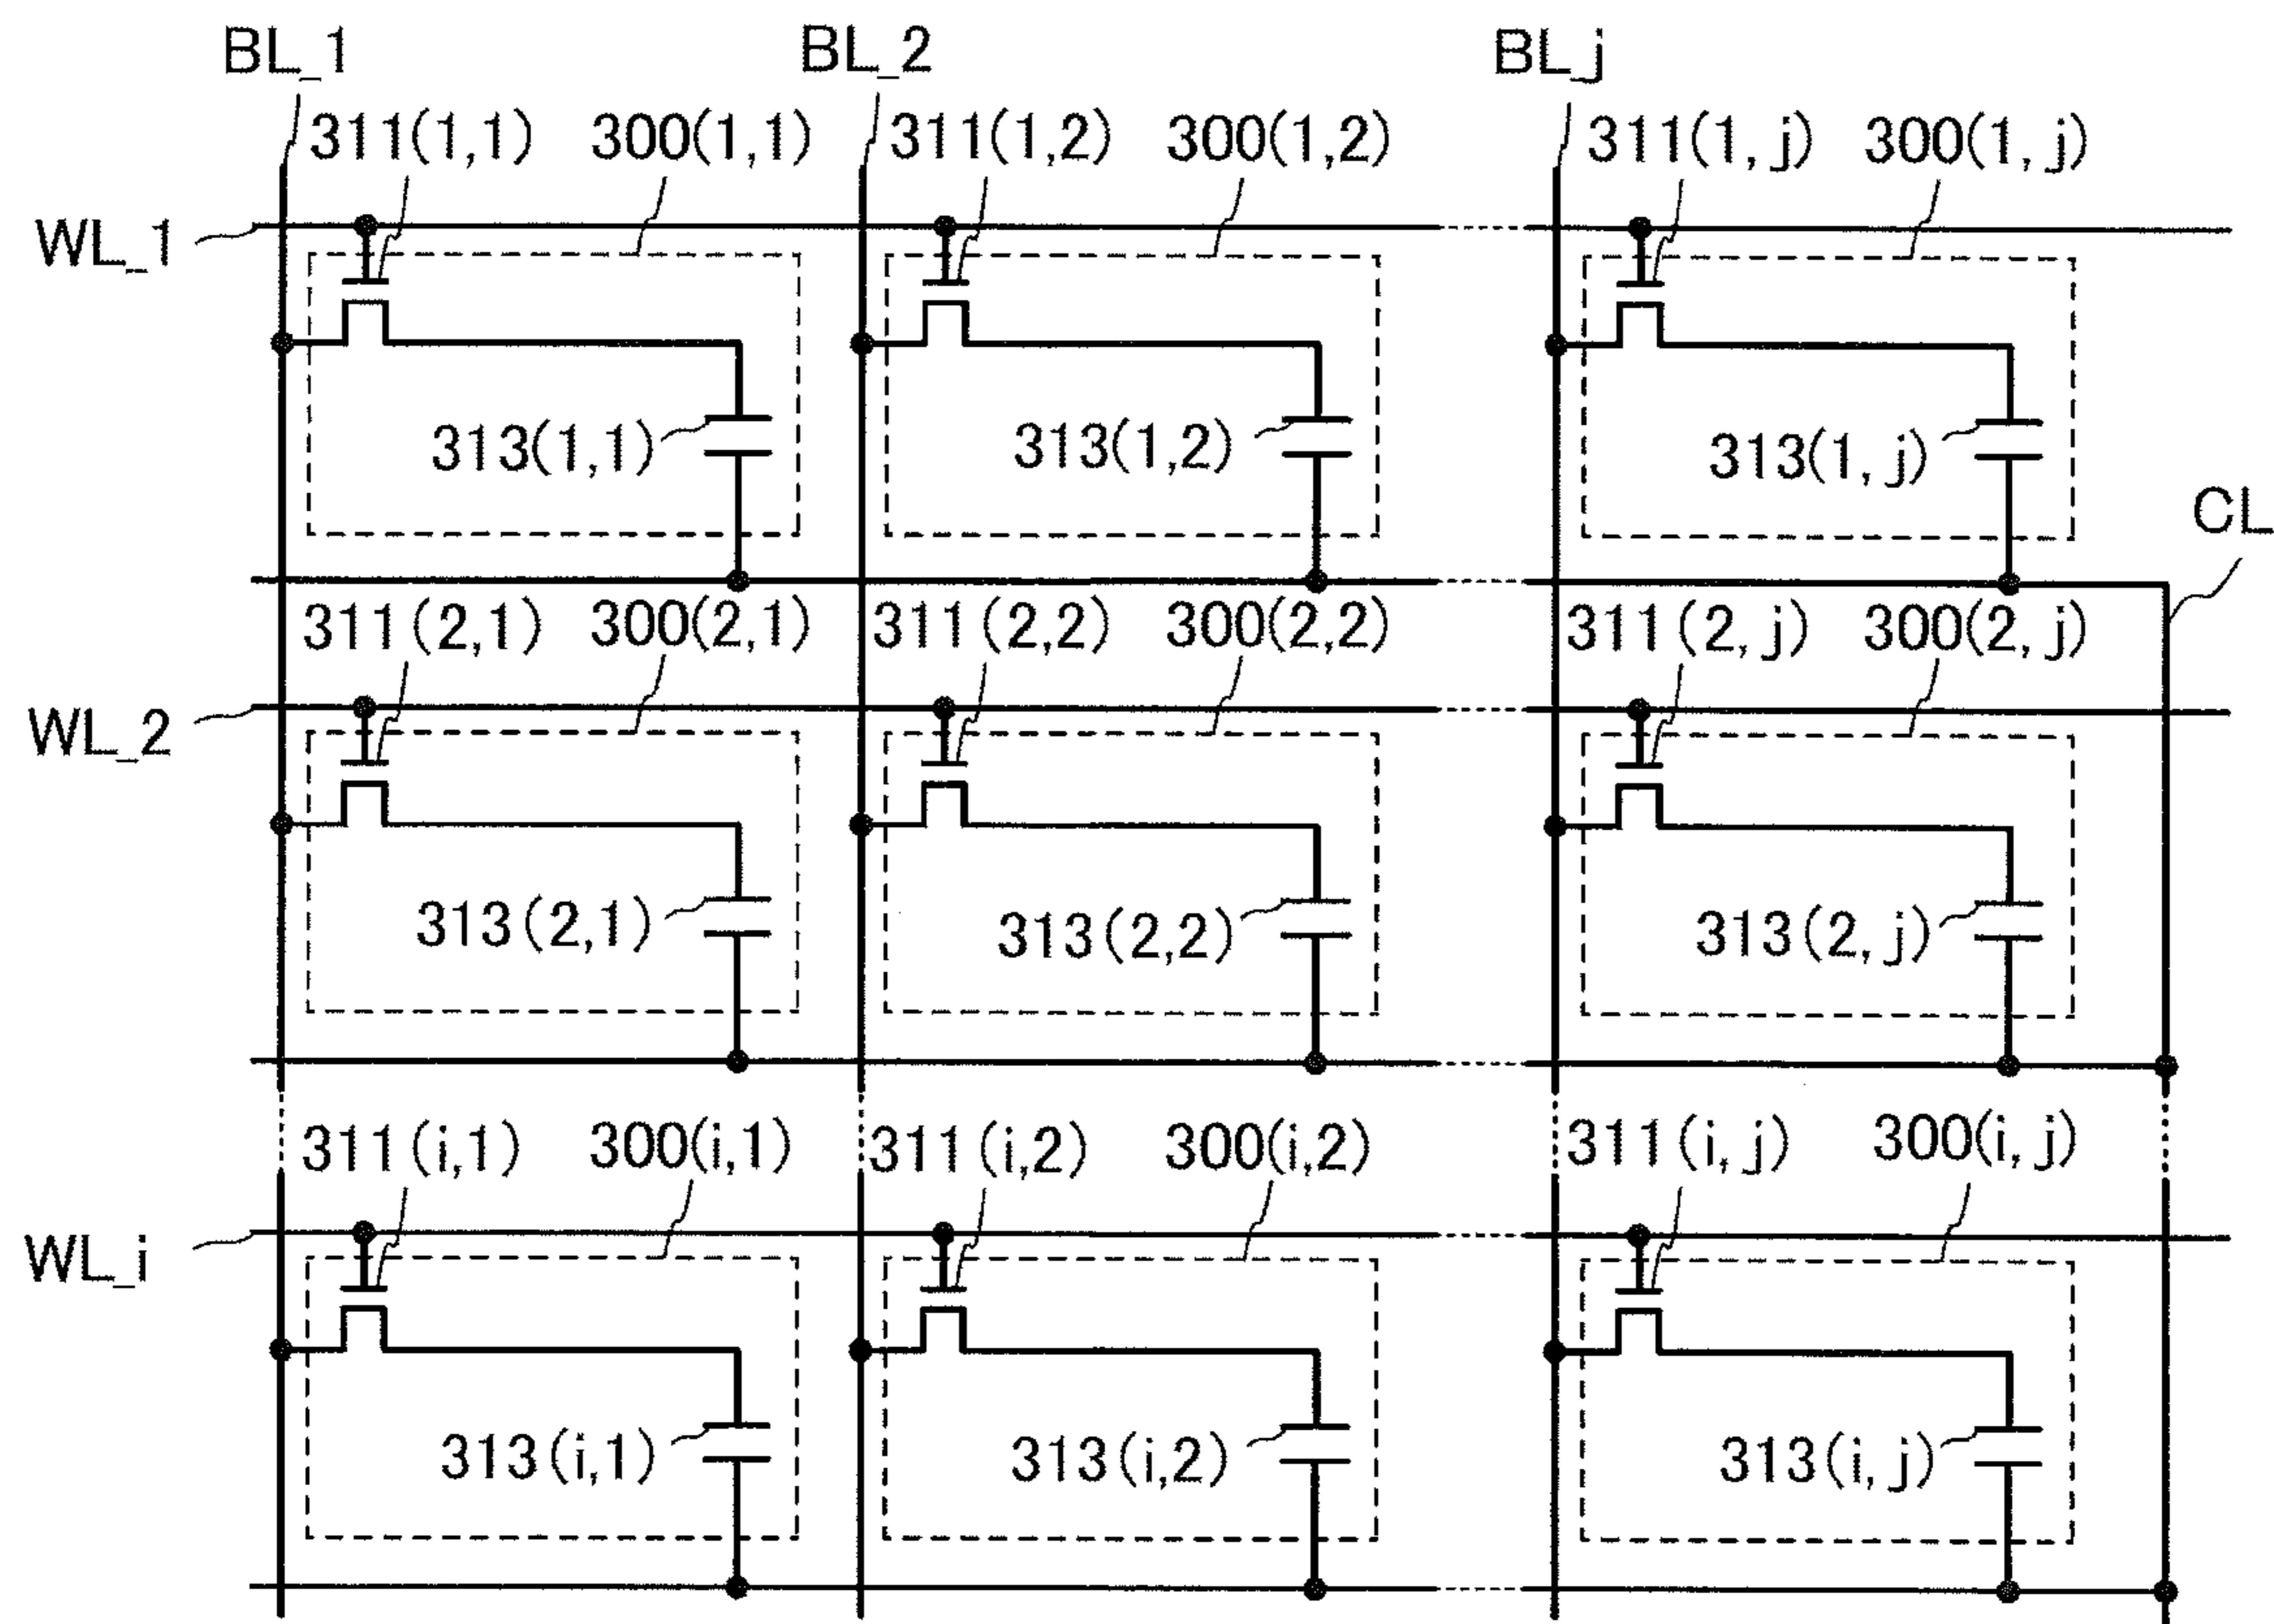 BL_1 BL_2 BL_j
311(1,1) 300(1,1) 311(1,2) 300(1,2) 311(1,j) 300(1,j)
WL_1
313(1,1) 313(1,2) 313(1,j)
CL
311(2,1) 300(2,1) 311(2,2) 300(2,2) 311(2,j) 300(2,j)
WL_2
313(2,1) 313(2,2) 313(2,j)
311(i,1) 300(i,1) 311(i,2) 300(i,2) 311(i,j) 300(i,j)
WL_i
313(i,1) 313(i,2) 313(i,j)